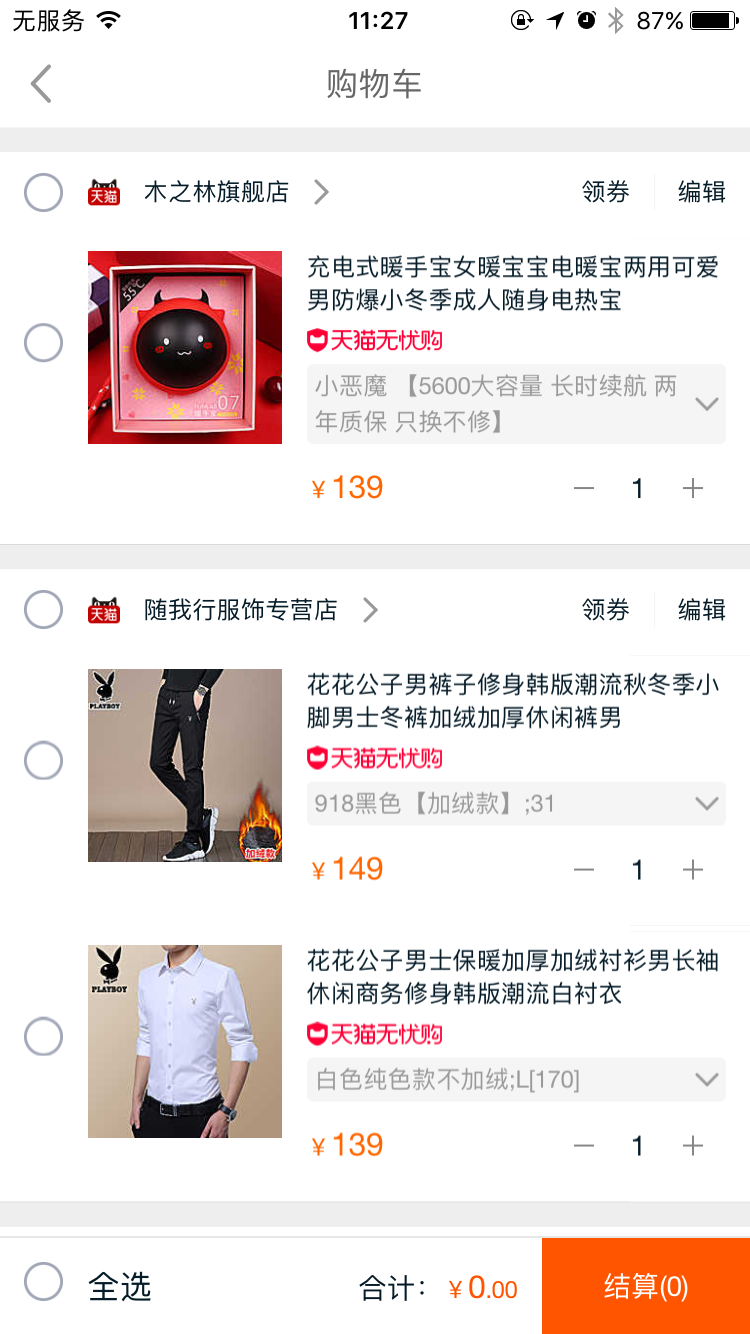 无服务
11:27
87%
购物车
天猫
木之林旗舰店
领券
编辑
55℃
07
暖手宝
充电式暖手宝女暖宝宝电暖宝两用可爱
男防爆小冬季成人随身电热宝
天猫无忧购
小恶魔 【5600大容量 长时续航 两
年质保 只换不修】
¥ 139
1
天猫
随我行服饰专营店
领券
编辑
PLAYBOY
加绒款
花花公子男裤子修身韩版潮流秋冬季小
脚男士冬裤加绒加厚休闲裤男
天猫无忧购
918黑色【加绒款】;31
¥ 149
1
PLAYBOY
花花公子男士保暖加厚加绒衬衫男长袖
休闲商务修身韩版潮流白衬衣
天猫无忧购
白色纯色款不加绒;L[170]
¥ 139
1
全选
合计：
¥ 0.00
结算(0)